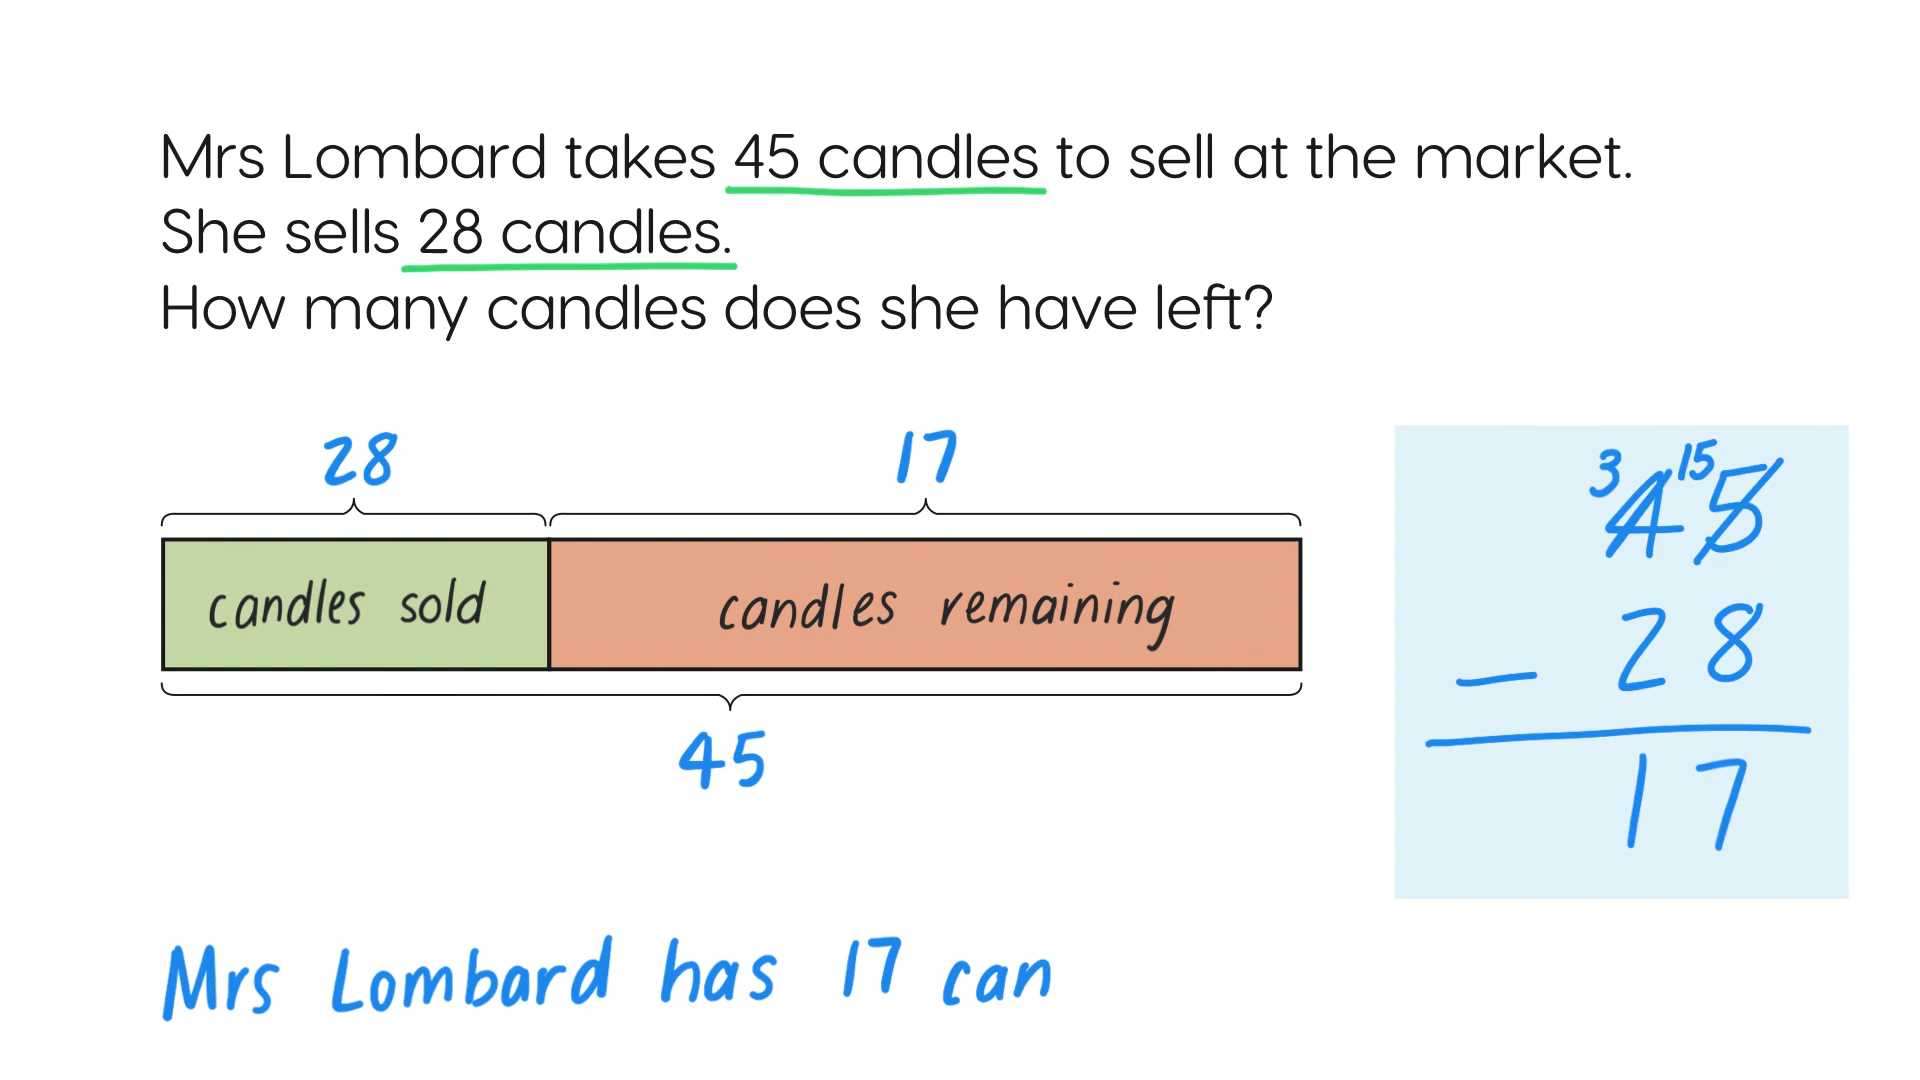 Mrs Lombard takes 45 candles to sell at the market.
She sells 28 candles.
How many candles does she have left?
28 17
candles sold candles remaining
45
3 15
45
- 28
17
Mrs Lombard has 17 can